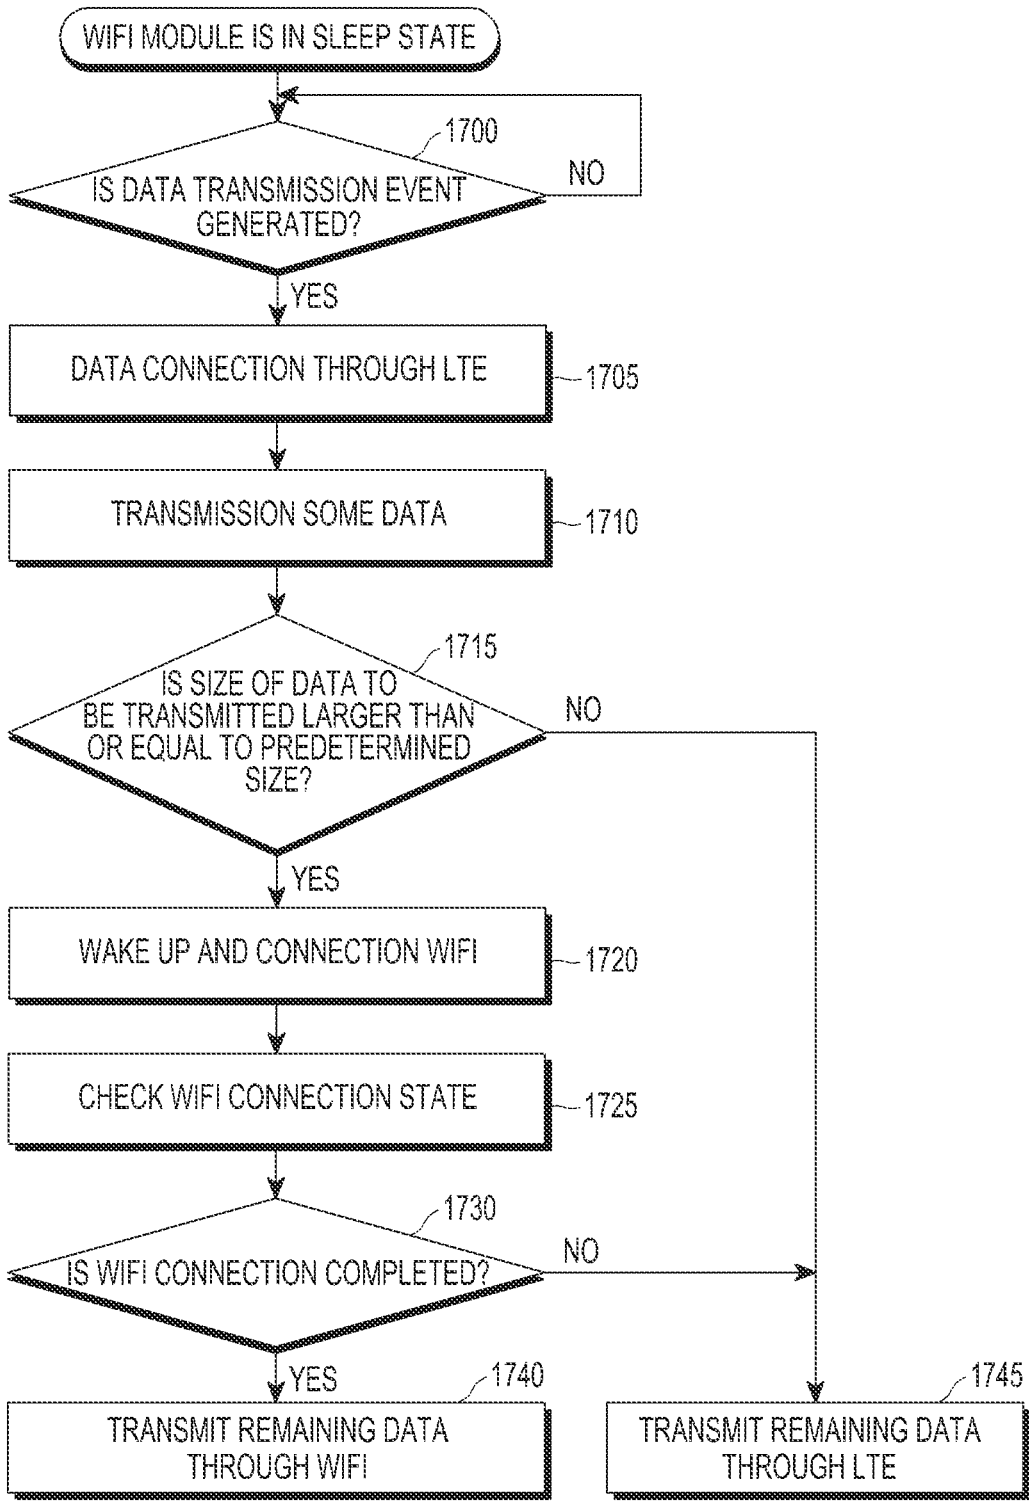 WIFI MODULE IS IN SLEEP STATE
1700
IS DATA TRANSMISSION EVENT
GENERATED?
NO
YES
DATA CONNECTION THROUGH LTE
1705
TRANSMISSION SOME DATA
1710
1715
IS SIZE OF DATA TO
BE TRANSMITTED LARGER THAN
OR EQUAL TO PREDETERMINED
SIZE?
NO
YES
WAKE UP AND CONNECTION WIFI
1720
CHECK WIFI CONNECTION STATE
1725
1730
IS WIFI CONNECTION COMPLETED?
NO
YES
1740
TRANSMIT REMAINING DATA
THROUGH WIFI
1745
TRANSMIT REMAINING DATA
THROUGH LTE